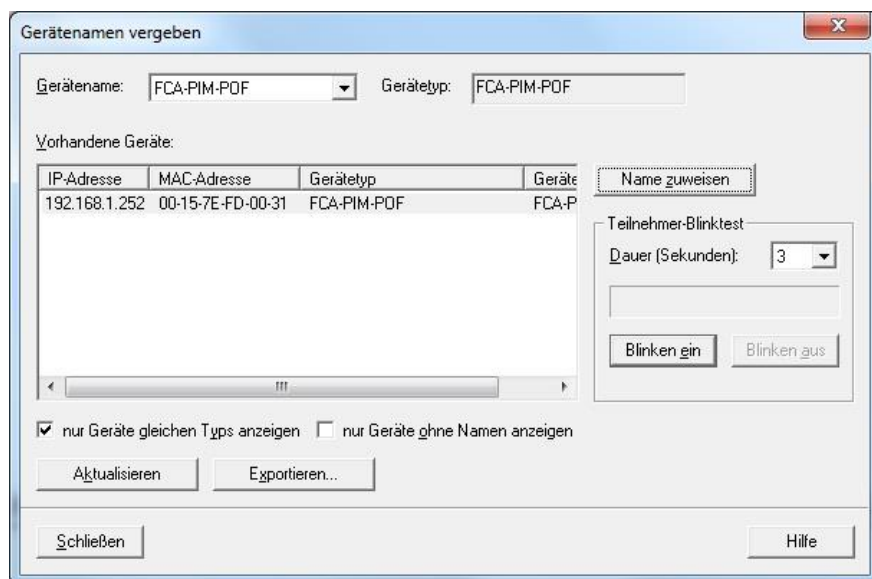 Gerätenamen vergeben
Gerätename: FCA-PIM-POF Gerätetyp: FCA-PIM-POF
Vorhandene Geräte:
IP-Adresse MAC-Adresse Gerätetyp Geräte
192.168.1.252 00-15-7E-FD-00-31 FCA-PIM-POF FCA-P
Name zuweisen
Teilnehmer-Blinktest
Dauer (Sekunden): 3
Blinken ein Blinken aus
nur Geräte gleichen Typs anzeigen nur Geräte ohne Namen anzeigen
Aktualisieren Exportieren...
Schließen Hilfe